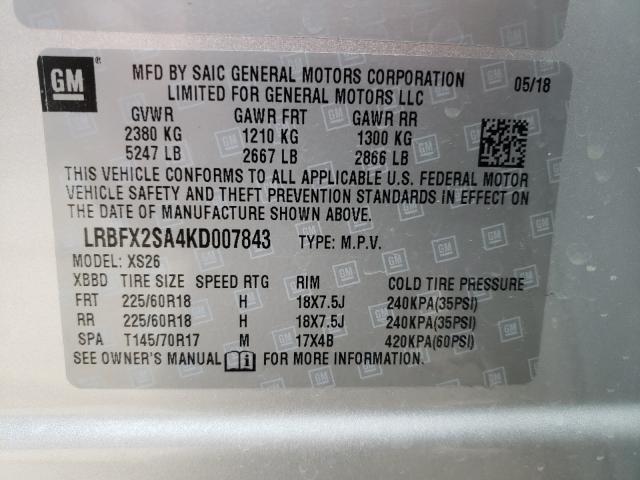 GM ®
MFD BY SAIC GENERAL MOTORS CORPORATION 05/18
LIMITED FOR GENERAL MOTORS LLC
GVWR GAWR FRT GAWR RR
2380 KG 1210 KG 1300 KG
5247 LB 2667 LB 2866 LB
THIS VEHICLE CONFORMS TO ALL APPLICABLE U.S. FEDERAL MOTOR
VEHICLE SAFETY AND THEFT PREVENTION STANDARDS IN EFFECT ON
THE DATE OF MANUFACTURE SHOWN ABOVE.
LRBFX2SA4KD007843 TYPE: M.P.V.
MODEL: XS26
XBBD TIRE SIZE SPEED RTG RIM COLD TIRE PRESSURE
FRT 225/60R18 H 18X7.5J 240KPA(35PSI)
RR 225/60R18 H 18X7.5J 240KPA(35PSI)
SPA T145/70R17 M 17X4B 420KPA(60PSI)
SEE OWNER'S MANUAL FOR MORE INFORMATION.